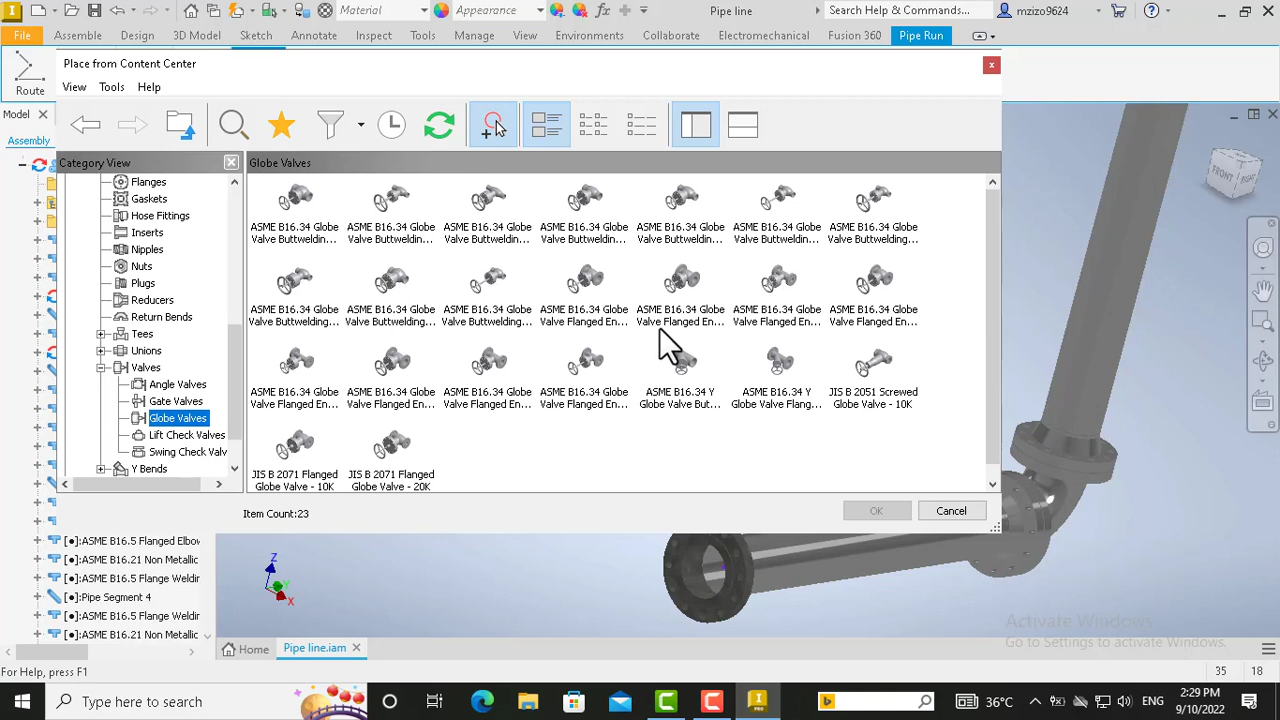 Material
Appearance
Pipe line
Search Help & Commands...
mzizo9624
File
Assemble
Design
3D Model
Sketch
Annotate
Inspect
Tools
Manage
View
Environments
Collaborate
Electromechanical
Fusion 360
Pipe Run
Route
Place from Content Center
View
Tools
Help
Model
Assembly
Category View
Globe Valves
Flanges
Gaskets
Hose Fittings
Inserts
Nipples
Nuts
Plugs
Reducers
Return Bends
Tees
Unions
Valves
Angle Valves
Gate Valves
Globe Valves
Lift Check Valves
Swing Check Valv
Y Bends
ASME B16.34 Globe
Valve Buttweldin...
ASME B16.34 Globe
Valve Buttweldin...
ASME B16.34 Globe
Valve Buttweldin...
ASME B16.34 Globe
Valve Buttweldin...
ASME B16.34 Globe
Valve Buttweldin...
ASME B16.34 Globe
Valve Buttwelding...
ASME B16.34 Globe
Valve Buttwelding...
ASME B16.34 Globe
Valve Buttwelding...
ASME B16.34 Globe
Valve Buttwelding...
ASME B16.34 Globe
Valve Buttwelding...
ASME B16.34 Globe
Valve Flanged En...
ASME B16.34 Globe
Valve Flanged En...
ASME B16.34 Globe
Valve Flanged En...
ASME B16.34 Globe
Valve Flanged En...
ASME B16.34 Globe
Valve Flanged En...
ASME B16.34 Globe
Valve Flanged En...
ASME B16.34 Globe
Valve Flanged En...
ASME B16.34 Globe
Valve Flanged En...
ASME B16.34 Y
Globe Valve But...
ASME B16.34 Y
Globe Valve Flang...
JIS B 2051 Screwed
Globe Valve - 10K
JIS B 2071 Flanged
Globe Valve - 10K
JIS B 2071 Flanged
Globe Valve - 20K
Item Count:23
OK
Cancel
[●]:ASME B16.5 Flanged Elbo
[●]:ASME B16.21 Non Metallic
[●]:ASME B16.5 Flange Weldin
[●]:Pipe Segment 4
[●]:ASME B16.5 Flange Weldin
[●]:ASME B16.21 Non Metallic
FRONT
RIGHT
Z
Y
X
Activate Windows
Go to Settings to activate Windows.
Home
Pipe line.iam
For Help, press F1
35
18
Type here to search
36°C
ENG
2:29 PM
9/10/2022